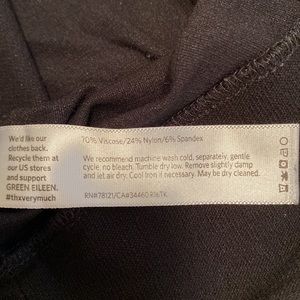 We'd like our
clothes back.
Recycle them at
our US stores
and support
GREEN EILEEN.
#thxverymuch
70% Viscose/24% Nylon/6% Spandex
We recommend machine wash cold, separately, gentle
cycle; no bleach. Tumble dry low. Remove slightly damp
and let air dry. Cool iron if necessary. May be dry cleaned.
RN#78121/CA#34460 R16TK